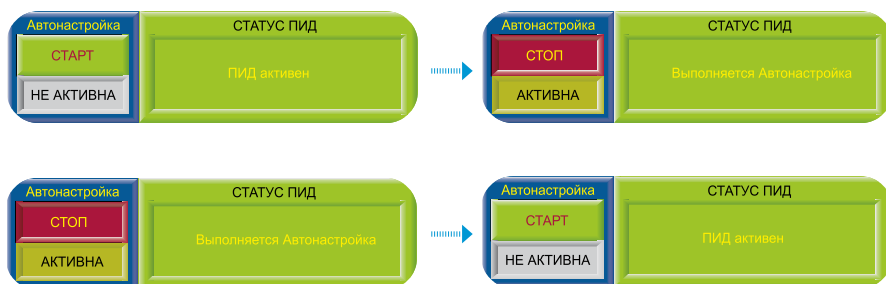 Автонастройка
СТАТУС ПИД
СТАРТ
ПИД активен
НЕ АКТИВНА
Автонастройка
СТАТУС ПИД
СТОП
Выполняется Автонастройка
АКТИВНА
Автонастройка
СТАТУС ПИД
СТОП
Выполняется Автонастройка
АКТИВНА
Автонастройка
СТАТУС ПИД
СТАРТ
ПИД активен
НЕ АКТИВНА